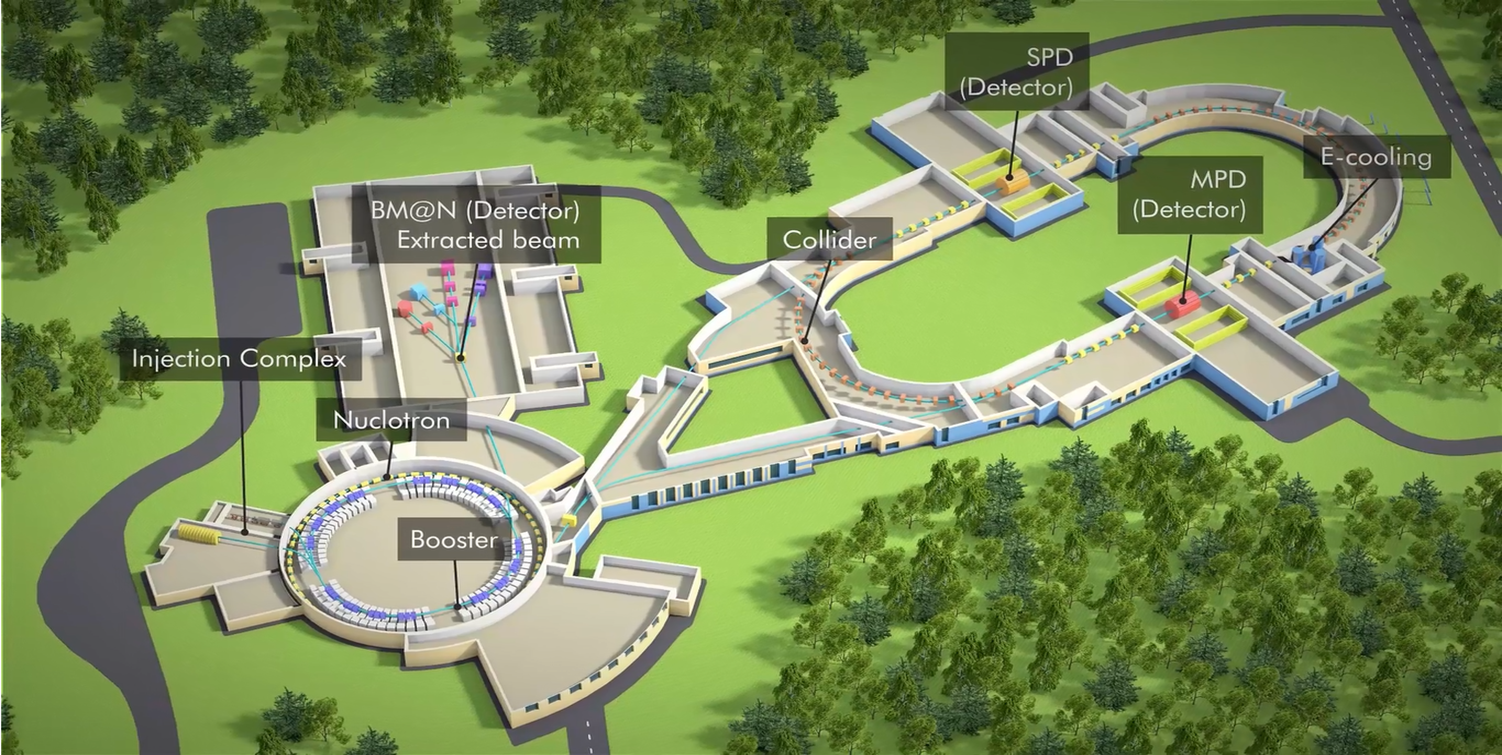 SPD
(Detector)
E-cooling
MPD
(Detector)
BM@N (Detector)
Extracted beam
Collider
Injection Complex
Nuclotron
Booster